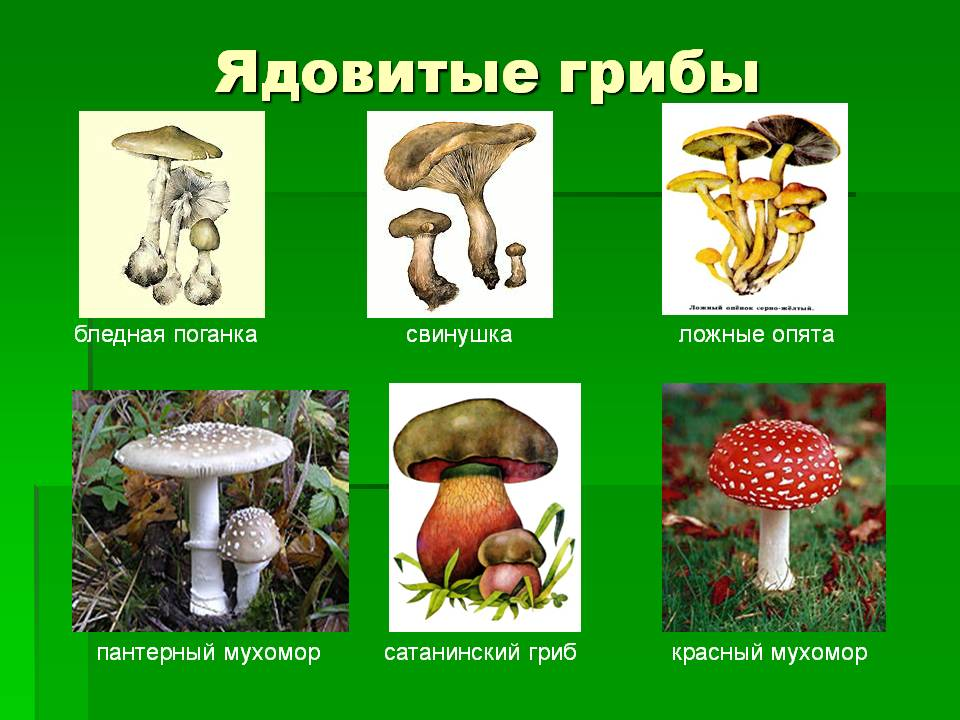 Ядовитые грибы
Ложный опёнок серно-жёлтый.
бледная поганка
свинушка
ложные опята
пантерный мухомор
сатанинский гриб
красный мухомор